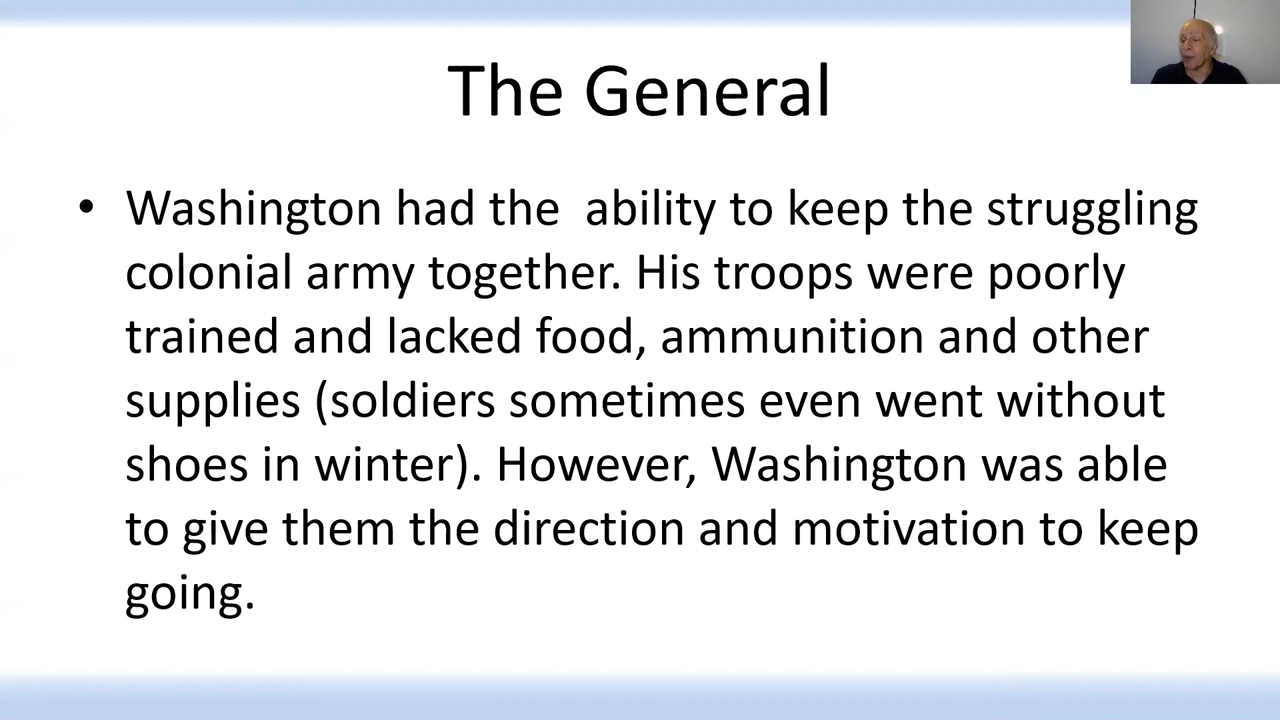 The General
• Washington had the  ability to keep the struggling
colonial army together. His troops were poorly
trained and lacked food, ammunition and other
supplies (soldiers sometimes even went without
shoes in winter). However, Washington was able
to give them the direction and motivation to keep
going.